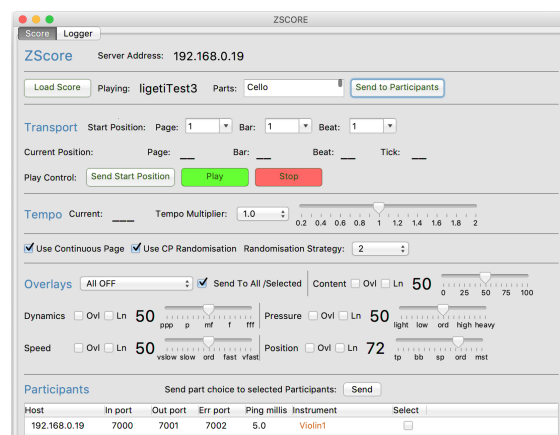 ZSCORE
Score Logger
ZScore Server Address: 192.168.0.19
Load Score Playing: ligetiTest3 Parts: Cello Send to Participants
Transport Start Position: Page: 1 Bar: 1 Beat: 1
Current Position: Page: __ Bar: __ Beat: __ Tick: __
Play Control: Send Start Position Play Stop
Tempo Current: ___ Tempo Multiplier: 1.0
0.2 0.4 0.6 0.8 1 1.2 1.4 1.6 1.8 2
Use Continuous Page Use CP Randomisation Randomisation Strategy: 2
Overlays All OFF Send To All /Selected Content Ovl Ln 50
0 25 50 75 100
Dynamics Ovl Ln 50 Pressure Ovl Ln 50
ppp p mf f fff light low ord high heavy
Speed Ovl Ln 50 Position Ovl Ln 72
vslow slow ord fast vfast tp bb sp ord mst
Participants Send part choice to selected Participants: Send
Host In port Out port Err port Ping millis Instrument Select
192.168.0.19 7000 7001 7002 5.0 Violin1